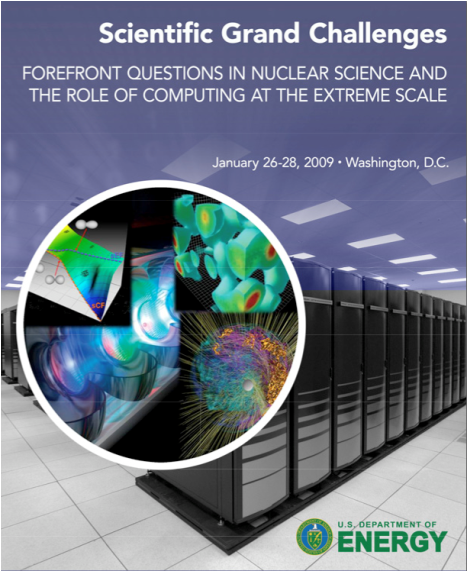 Scientific Grand Challenges
FOREFRONT QUESTIONS IN NUCLEAR SCIENCE AND
THE ROLE OF COMPUTING AT THE EXTREME SCALE
January 26-28, 2009 • Washington, D.C.
U.S. DEPARTMENT OF
ENERGY